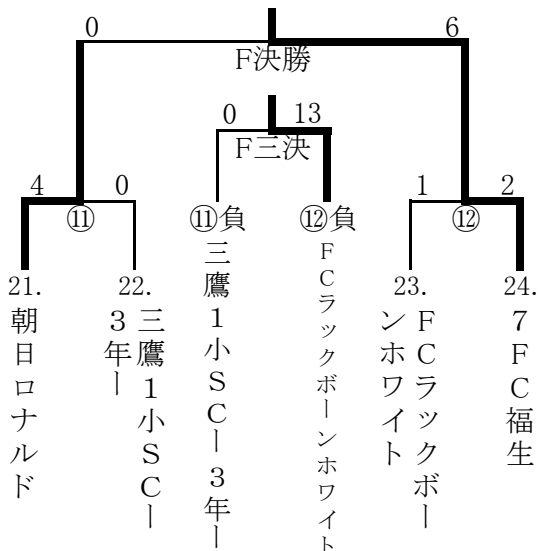 0 6
F決勝
0 13
F三決
4 0 1 2
⑪ ⑪負 ⑫負 ⑫
21. 22. 23. 24.
朝日ロナルド
三鷹1小SCー
3年ー
三鷹1小SCー3年ー
FCラックボーンホワイト
FCラックボー
ンホワイト
7FC福生